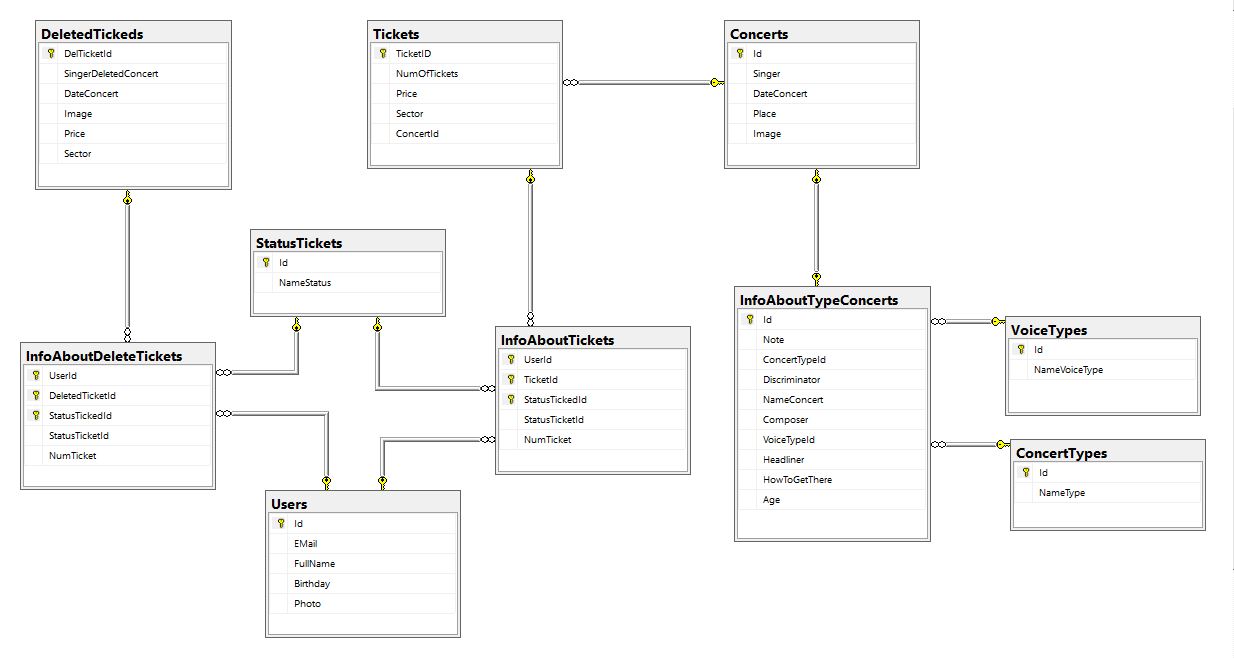 DeletedTickeds
DelTicketId
SingerDeletedConcert
DateConcert
Image
Price
Sector
Tickets
TicketID
NumOfTickets
Price
Sector
ConcertId
Concerts
Id
Singer
DateConcert
Place
Image
StatusTickets
Id
NameStatus
InfoAboutDeleteTickets
UserId
DeletedTicketId
StatusTickedId
StatusTicketId
NumTicket
InfoAboutTickets
UserId
TicketId
StatusTickedId
StatusTicketId
NumTicket
InfoAboutTypeConcerts
Id
Note
ConcertTypeId
Discriminator
NameConcert
Composer
VoiceTypeId
Headliner
HowToGetThere
Age
VoiceTypes
Id
NameVoiceType
ConcertTypes
Id
NameType
Users
Id
EMail
FullName
Birthday
Photo